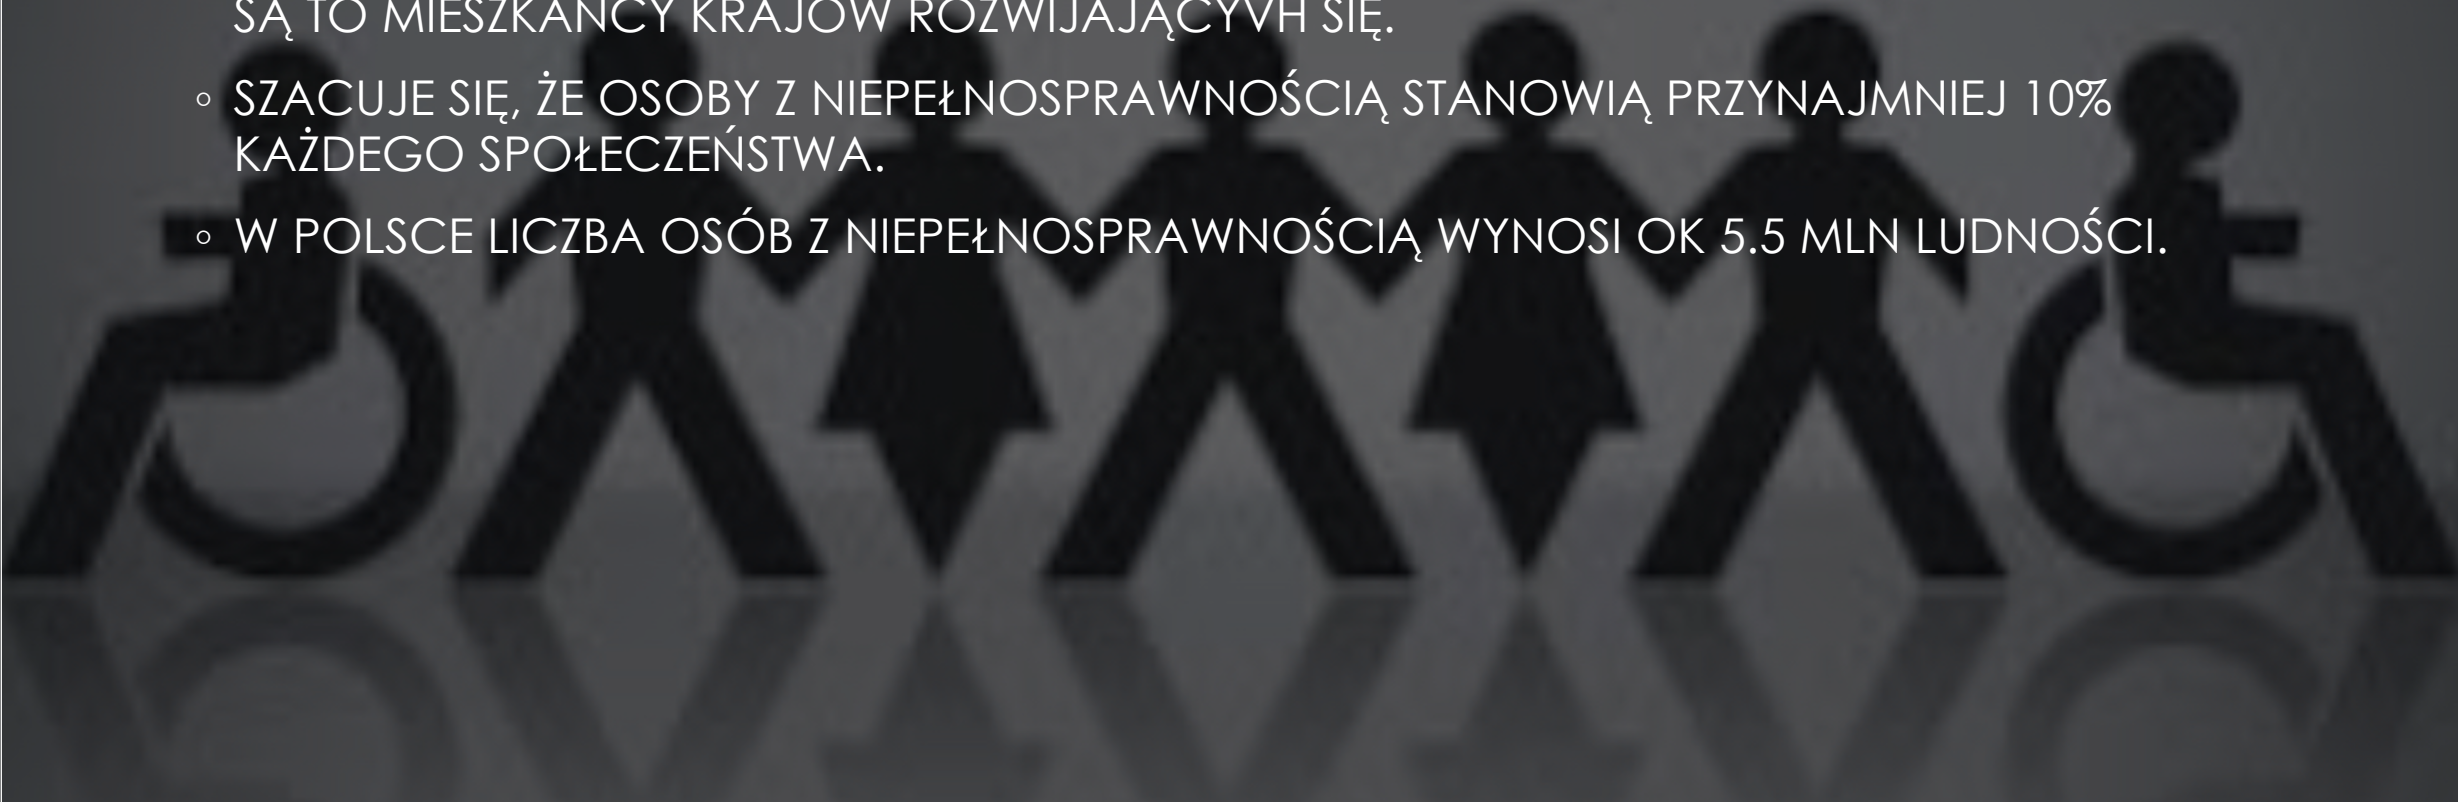 SĄ TO MIESZKAŃCY KRAJÓW ROZWIJAJĄCYVH SIĘ.
◦ SZACUJE SIĘ, ŻE OSOBY Z NIEPEŁNOSPRAWNOŚCIĄ STANOWIĄ PRZYNAJMNIEJ 10%
KAŻDEGO SPOŁECZEŃSTWA.
◦ W POLSCE LICZBA OSÓB Z NIEPEŁNOSPRAWNOŚCIĄ WYNOSI OK 5.5 MLN LUDNOŚCI.